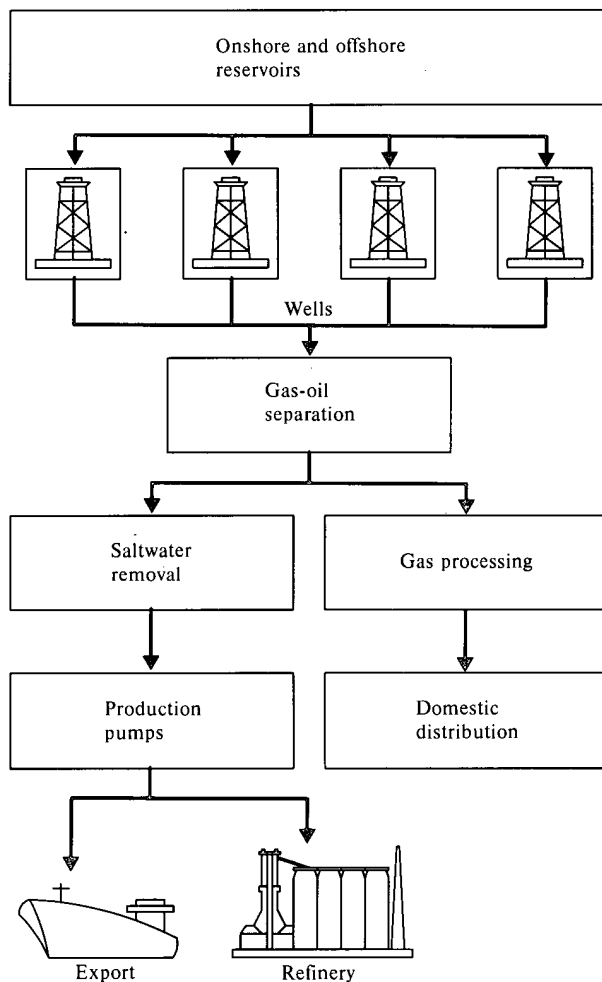 Onshore and offshore
reservoirs
Wells
Gas-oil
separation
Saltwater
removal
Gas processing
Production
pumps
Domestic
distribution
Export
Refinery